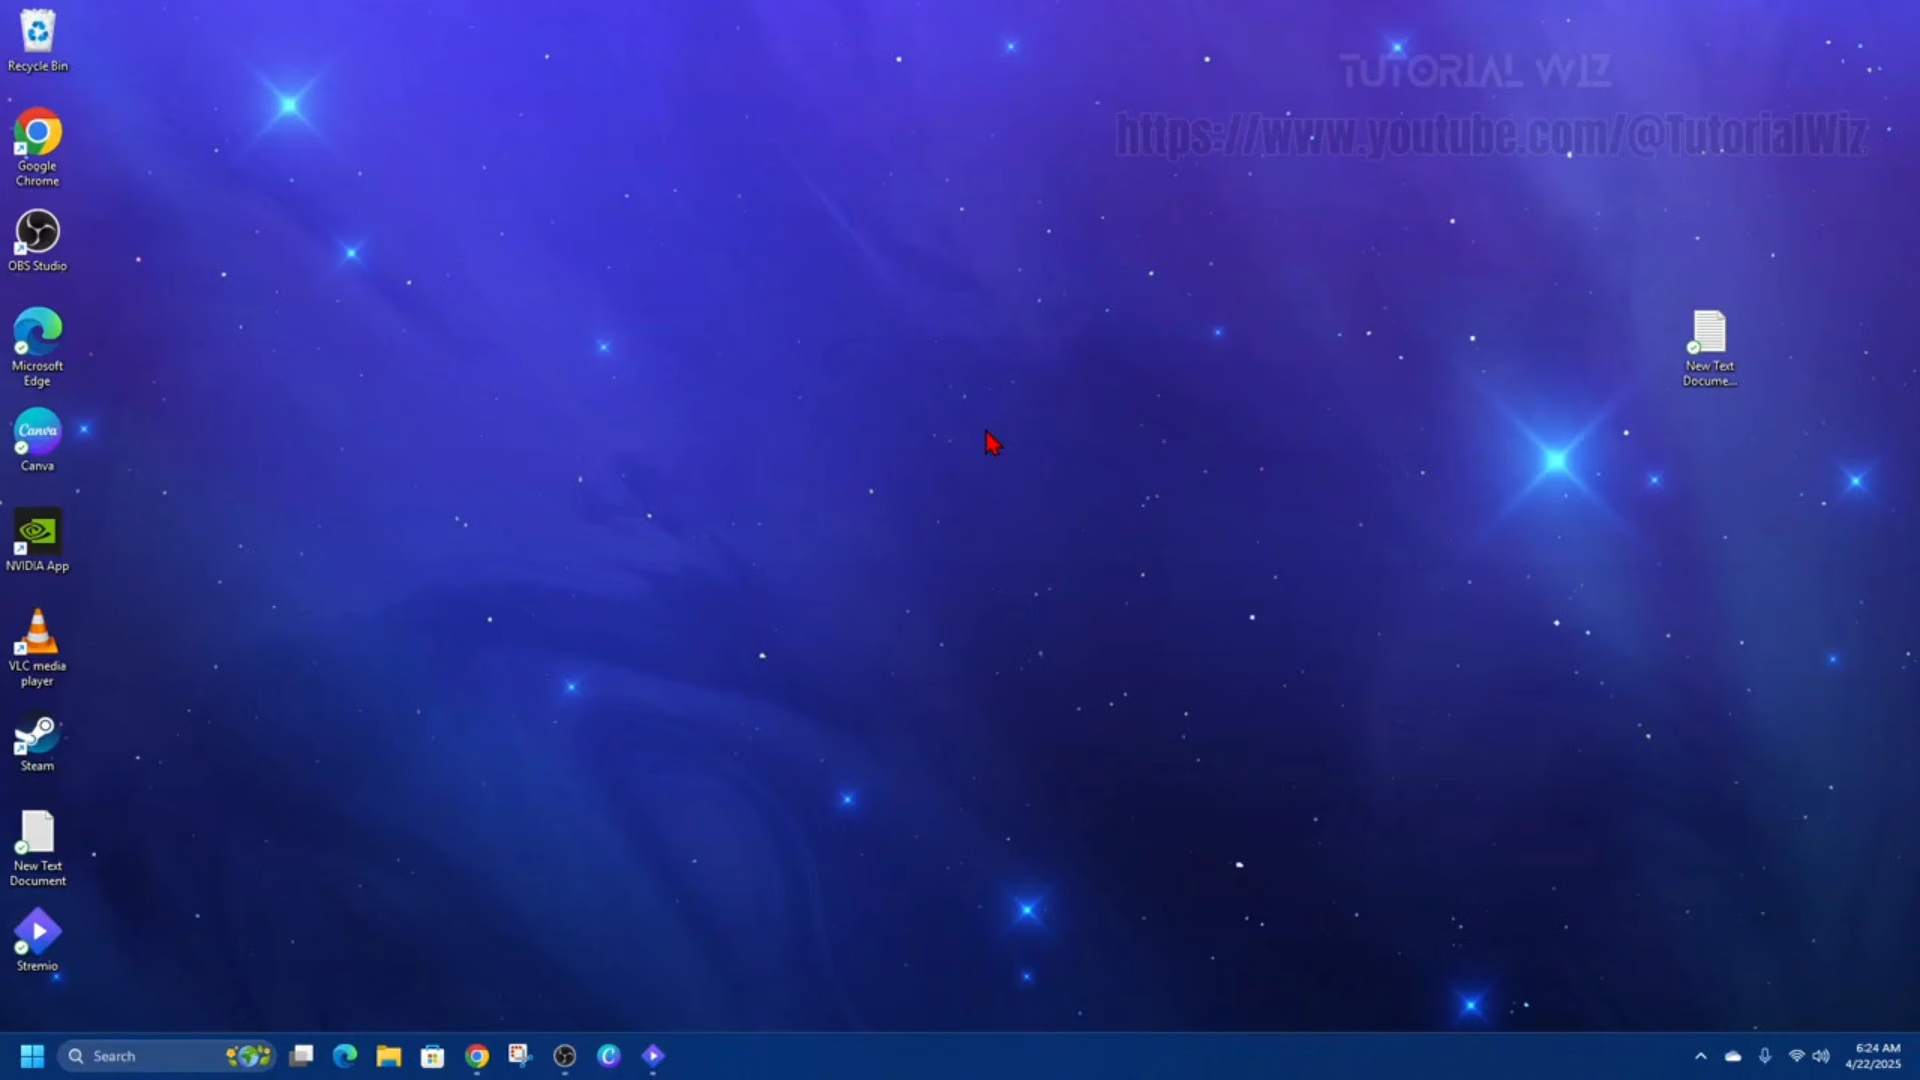 Recycle Bin
Google
Chrome
OBS Studio
Microsoft
Edge
Canva
Canva
NVIDIA App
VLC media
player
Steam
New Text
Document
Stremio
TUTORIAL WIZ
https://www.youtube.com/@TutorialWiz
New Text
Docume...
Search
6:24 AM
4/22/2025